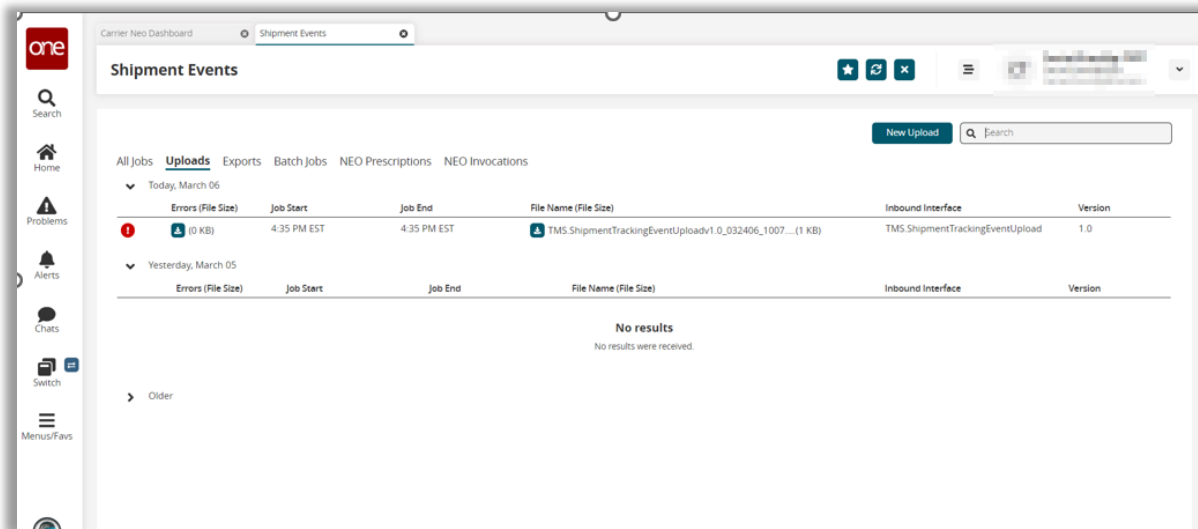 one
Search
Home
Problems
Alerts
Chats
Switch
Menus/Favs
Carrier Neo Dashboard
Shipment Events
Shipment Events
New Upload
Search
All Jobs Uploads Exports Batch Jobs NEO Prescriptions NEO Invocations
Today, March 06
Errors (File Size) Job Start Job End File Name (File Size) Inbound Interface Version
(0 KB) 4:35 PM EST 4:35 PM EST TMS.ShipmentTrackingEventUploadv1.0_032406_1007....(1 KB) TMS.ShipmentTrackingEventUpload 1.0
Yesterday, March 05
Errors (File Size) Job Start Job End File Name (File Size) Inbound Interface Version
No results
No results were received.
Older